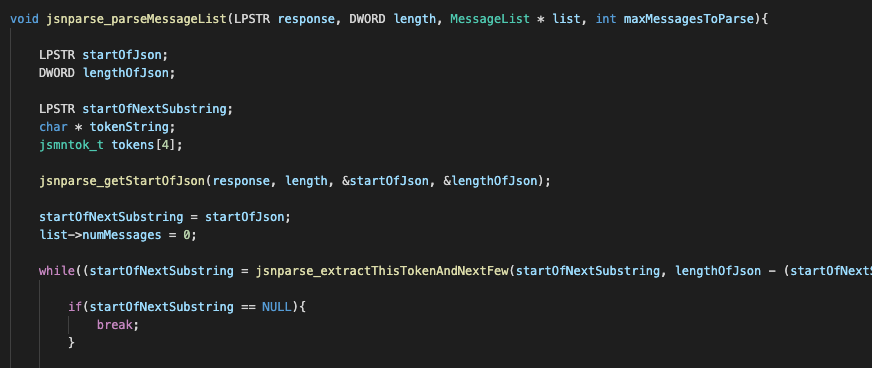 void jsnparse_parseMessageList(LPSTR response, DWORD length, MessageList * list, int maxMessagesToParse){
LPSTR startOfJson;
DWORD lengthOfJson;
LPSTR startOfNextSubstring;
char * tokenString;
jsmntok_t tokens[4];
jsnparse_getStartOfJson(response, length, &startOfJson, &lengthOfJson);
startOfNextSubstring = startOfJson;
list->numMessages = 0;
while((startOfNextSubstring = jsnparse_extractThisTokenAndNextFew(startOfNextSubstring, lengthOfJson - (startOfNextS
if(startOfNextSubstring == NULL){
break;
}